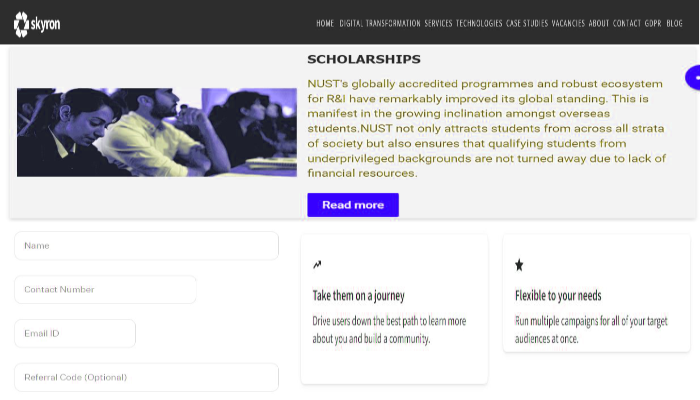 skyron
HOME DIGITAL TRANSFORMATION SERVICES TECHNOLOGIES CASE STUDIES VACANCIES ABOUT CONTACT GDPR BLOG
SCHOLARSHIPS
NUST's globally accredited programmes and robust ecosystem
for R&I have remarkably improved its global standing. This is
manifest in the growing inclination amongst overseas
students.NUST not only attracts students from across all strata
of society but also ensures that qualifying students from
underprivileged backgrounds are not turned away due to lack of
financial resources.
Read more
Name
Contact Number
Email ID
Referral Code (Optional)
Take them on a journey
Drive users down the best path to learn more
about you and build a community.
Flexible to your needs
Run multiple campaigns for all of your target
audiences at once.